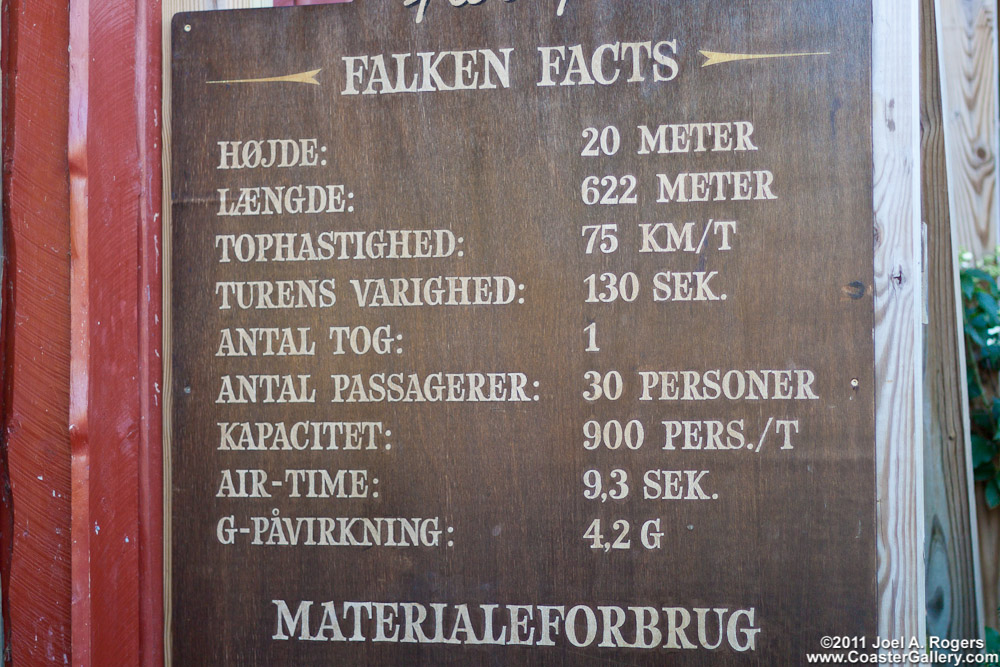 FALKEN FACTS
HØJDE: 20 METER
LÆNGDE: 622 METER
TOPHASTIGHED: 75 KM/T
TURENS VARIGHED: 130 SEK.
ANTAL TOG: 1
ANTAL PASSAGERER: 30 PERSONER
KAPACITET: 900 PERS./T
AIR-TIME: 9,3 SEK.
G-PÅVIRKNING: 4,2 G
MATERIALEFORBRUG
©2011 Joel A. Rogers
www.CoasterGallery.com